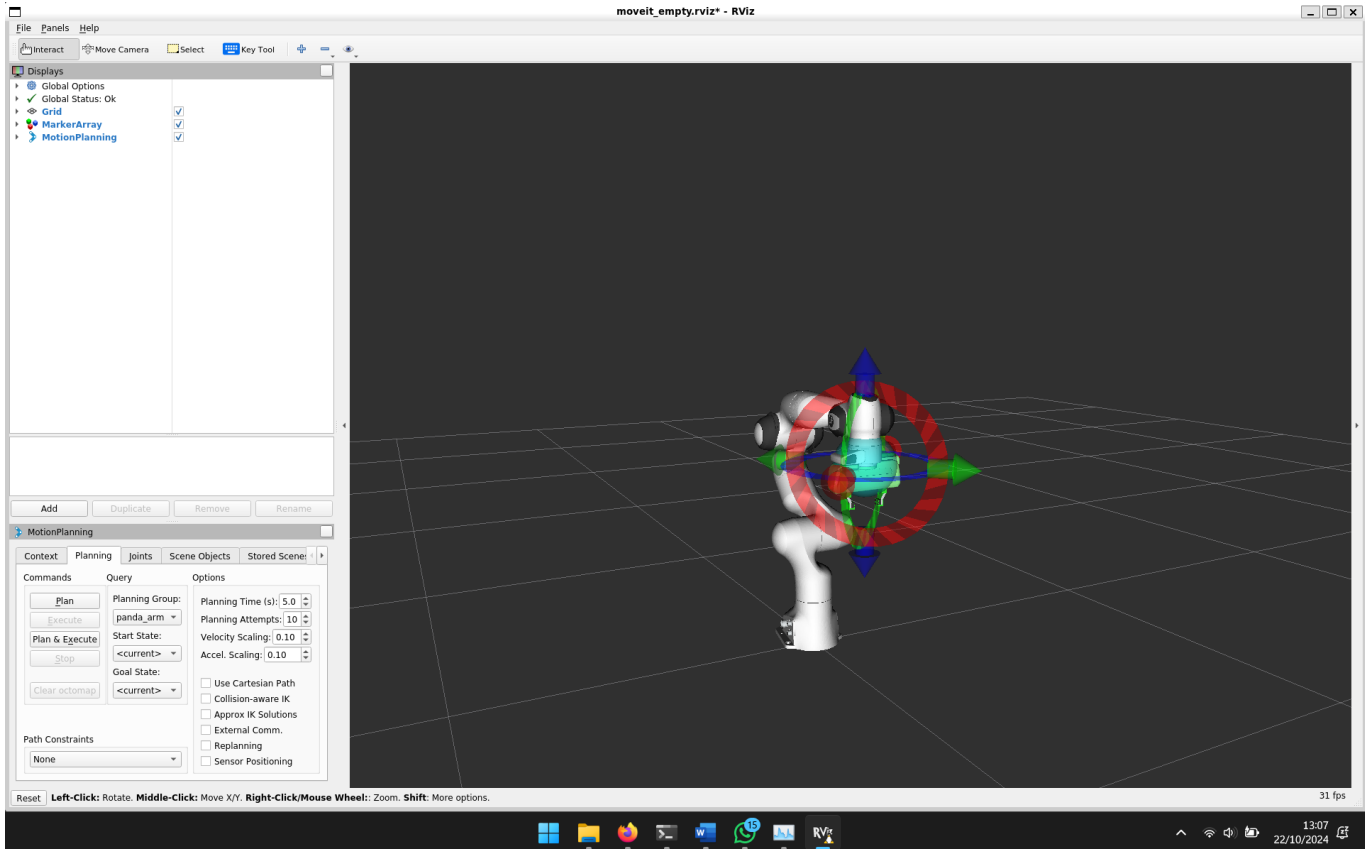 moveit_empty.rviz* - RViz
File Panels Help
Interact Move Camera Select Key Tool
Displays
Global Options
Global Status: Ok
Grid
MarkerArray
MotionPlanning
Add Duplicate Remove Rename
MotionPlanning
Context Planning Joints Scene Objects Stored Scene
Commands Query Options
Plan Planning Group: Planning Time (s): 5.0
Execute panda_arm Planning Attempts: 10
Plan & Execute Start State: Velocity Scaling: 0.10
Stop <current> Accel. Scaling: 0.10
Goal State:
Clear octomap <current> Use Cartesian Path
Collision-aware IK
Approx IK Solutions
External Comm.
Path Constraints Replanning
None Sensor Positioning
Reset Left-Click: Rotate. Middle-Click: Move X/Y. Right-Click/Mouse Wheel:: Zoom. Shift: More options. 31 fps
15
W RViz
13:07
22/10/2024